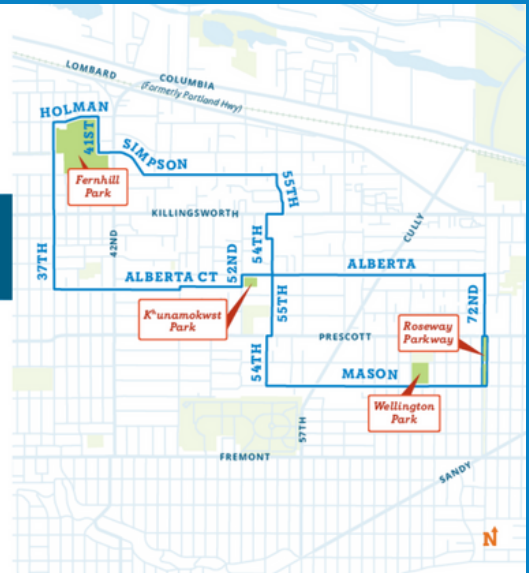 LOMBARD
COLUMBIA
(Formerly Portland Hwy)
HOLMAN
41ST
SIMPSON
Fernhill
Park
55TH
KILLINGSWORTH
CULLY
37TH
42ND
52ND
54TH
ALBERTA CT
ALBERTA
Kʰunamokwst
Park
55TH
72ND
PRESCOTT
Roseway
Parkway
54TH
MASON
Wellington
Park
57TH
FREMONT
SANDY
N